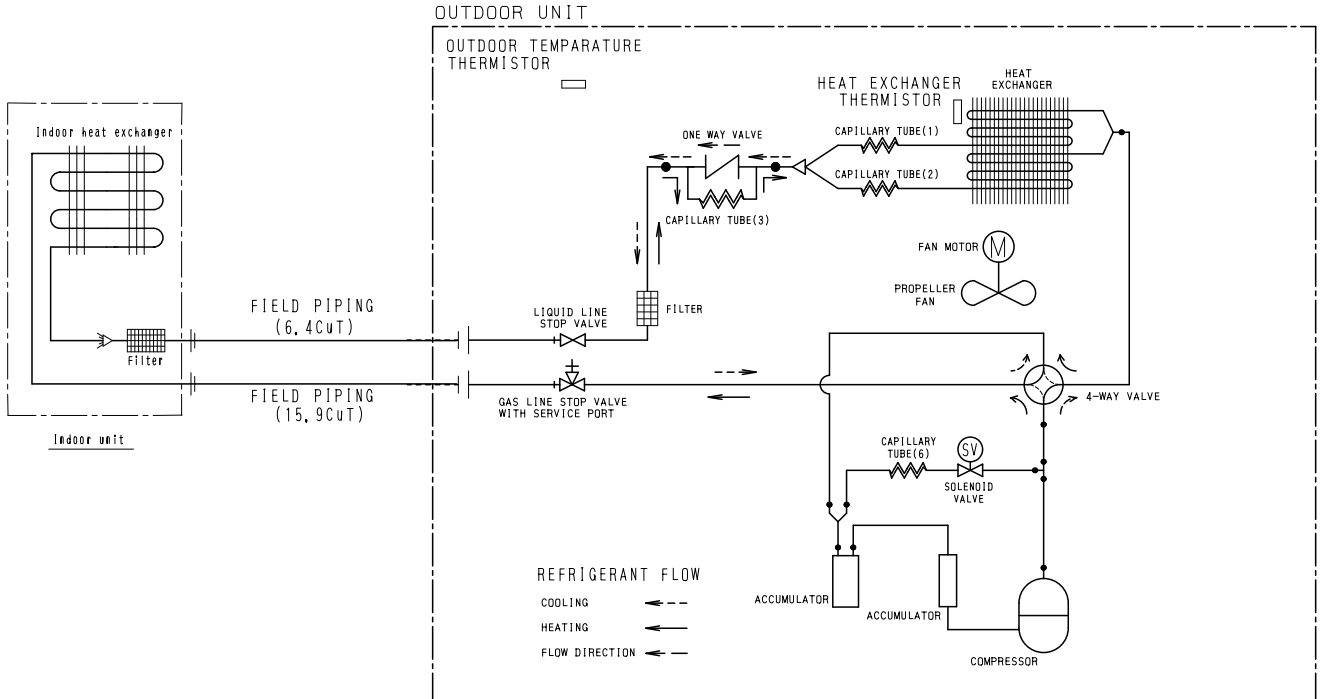 OUTDOOR UNIT
OUTDOOR TEMPARATURE
THERMISTOR
HEAT EXCHANGER
THERMISTOR
HEAT
EXCHANGER
Indoor heat exchanger
ONE WAY VALVE
CAPILLARY TUBE(1)
CAPILLARY TUBE(2)
CAPILLARY TUBE(3)
FAN MOTOR
M
PROPELLER
FAN
FIELD PIPING
(6.4CuT)
LIQUID LINE
STOP VALVE
FILTER
Filter
FIELD PIPING
(15.9CuT)
GAS LINE STOP VALVE
WITH SERVICE PORT
4-WAY VALVE
Indoor unit
CAPILLARY
TUBE(6)
SV
SOLENOID
VALVE
REFRIGERANT FLOW
COOLING
HEATING
FLOW DIRECTION
ACCUMULATOR
ACCUMULATOR
COMPRESSOR